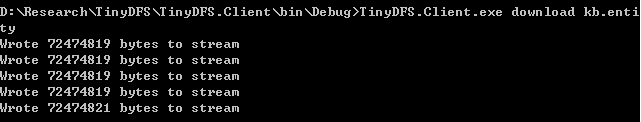 D:\Research\TinyDFS\TinyDFS.Client\bin\Debug>TinyDFS.Client.exe download kb.enti
ty
Wrote 72474819 bytes to stream
Wrote 72474819 bytes to stream
Wrote 72474819 bytes to stream
Wrote 72474819 bytes to stream
Wrote 72474821 bytes to stream